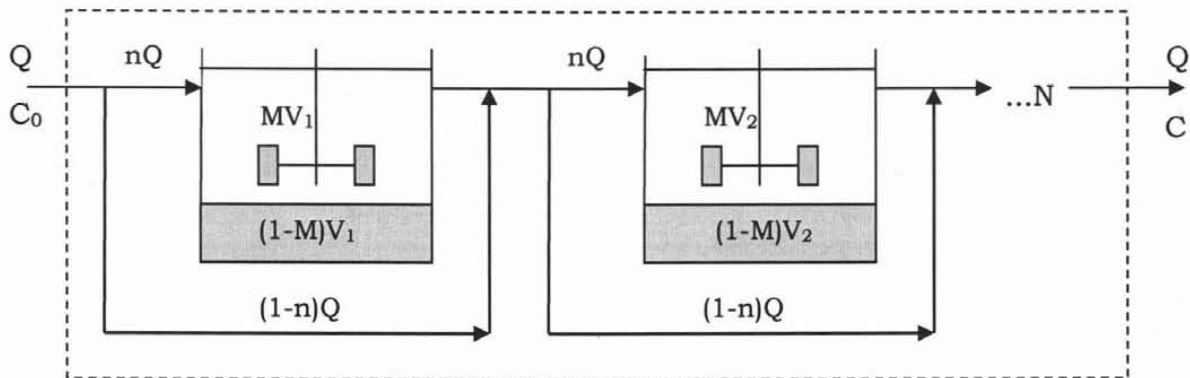 Q
nQ
nQ
Q
C₀
MV₁
MV₂
...N
C
(1-M)V₁
(1-M)V₂
(1-n)Q
(1-n)Q